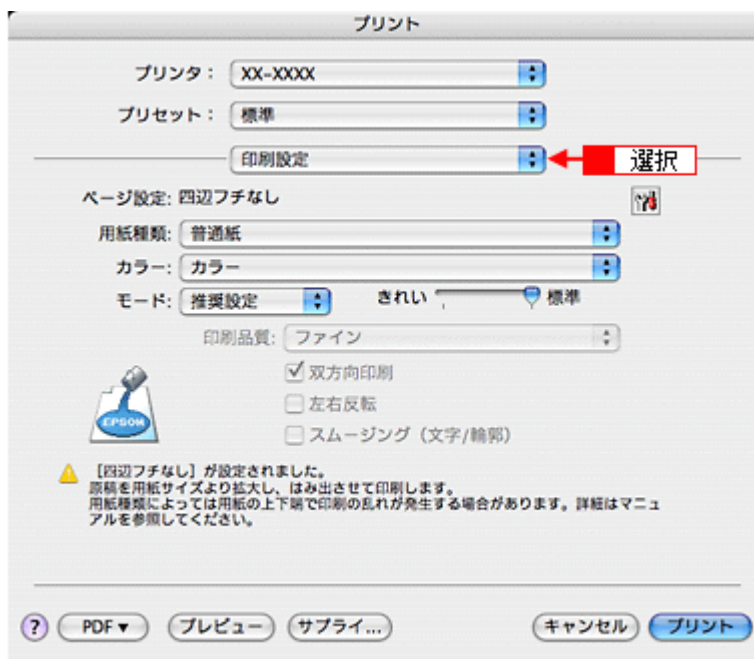 プリント
プリンタ： XX-XXXX
プリセット： 標準
印刷設定 選択
ページ設定: 四辺フチなし
用紙種類: 普通紙
カラー: カラー
モード: 推奨設定 きれい 標準
印刷品質: ファイン
双方向印刷
左右反転
スムージング（文字/輪郭）
EPSON
［四辺フチなし］が設定されました。
原稿を用紙サイズより拡大し、はみ出させて印刷します。
用紙種類によっては用紙の上下端で印刷の乱れが発生する場合があります。詳細はマニュ
アルを参照してください。
? PDF▼ プレビュー サプライ... キャンセル プリント